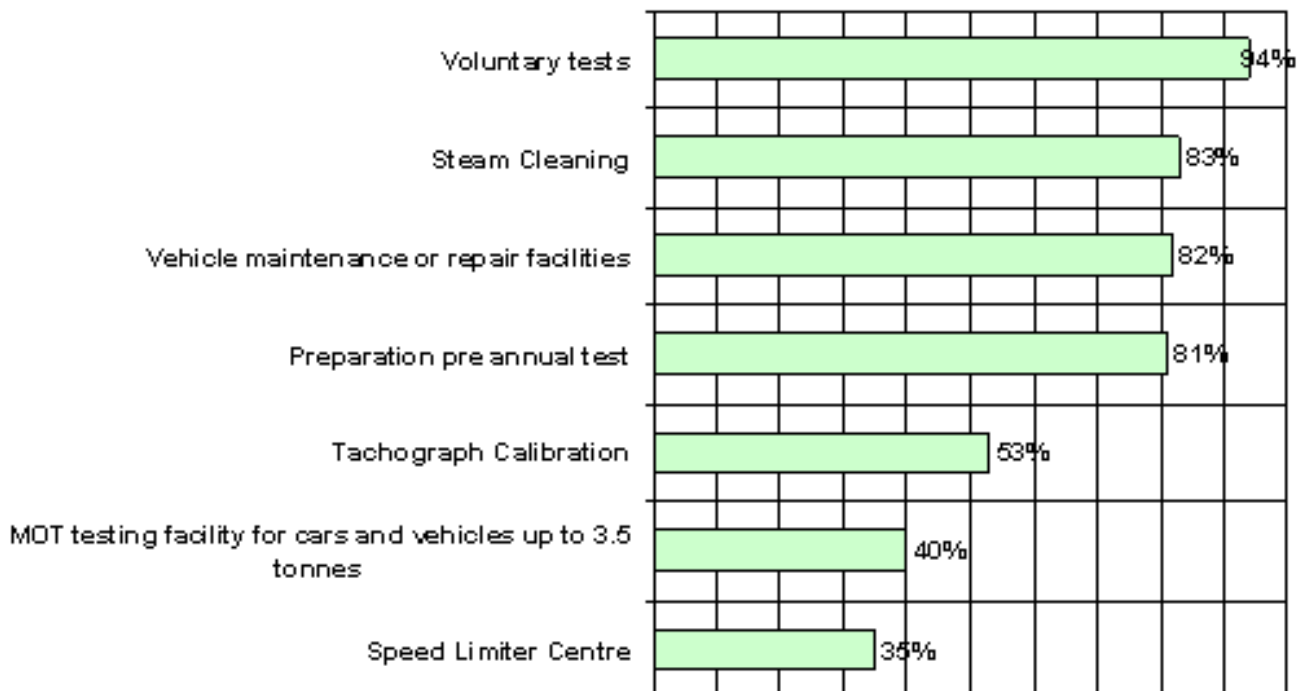 Voluntary tests 94%
Steam Cleaning 83%
Vehicle maintenance or repair facilities 82%
Preparation pre annual test 81%
Tachograph Calibration 53%
MOT testing facility for cars and vehicles up to 3.5
tonnes 40%
Speed Limiter Centre 35%